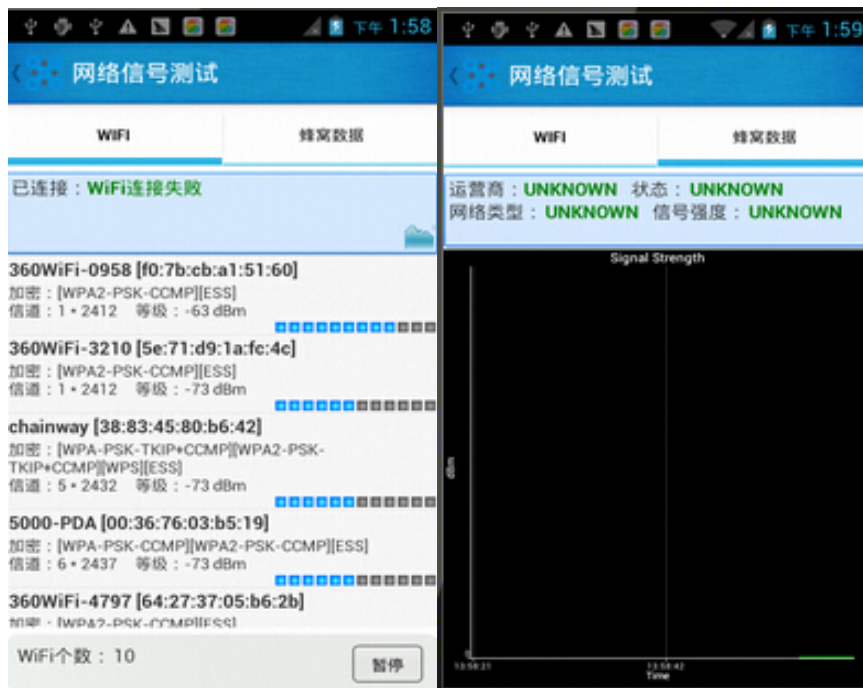 下午 1:58
网络信号测试
WIFI
蜂窝数据
已连接：WiFi连接失败
360WiFi-0958 [f0:7b:cb:a1:51:60]
加密：[WPA2-PSK-CCMP][ESS]
信道：1•2412 等级：-63 dBm
360WiFi-3210 [5e:71:d9:1a:fc:4c]
加密：[WPA2-PSK-CCMP][ESS]
信道：1•2412 等级：-73 dBm
chainway [38:83:45:80:b6:42]
加密：[WPA-PSK-TKIP+CCMP][WPA2-PSK-
TKIP+CCMP][WPS][ESS]
信道：5•2432 等级：-73 dBm
5000-PDA [00:36:76:03:b5:19]
加密：[WPA-PSK-CCMP][WPA2-PSK-CCMP][ESS]
信道：6•2437 等级：-73 dBm
360WiFi-4797 [64:27:37:05:b6:2b]
加密：[WPA2-PSK-CCMP][ESS]
WiFi个数：10
暂停
下午 1:59
网络信号测试
WIFI
蜂窝数据
运营商：UNKNOWN 状态：UNKNOWN
网络类型：UNKNOWN 信号强度：UNKNOWN
Signal Strength
dBm
0
13:58:21
13:58:42
Time